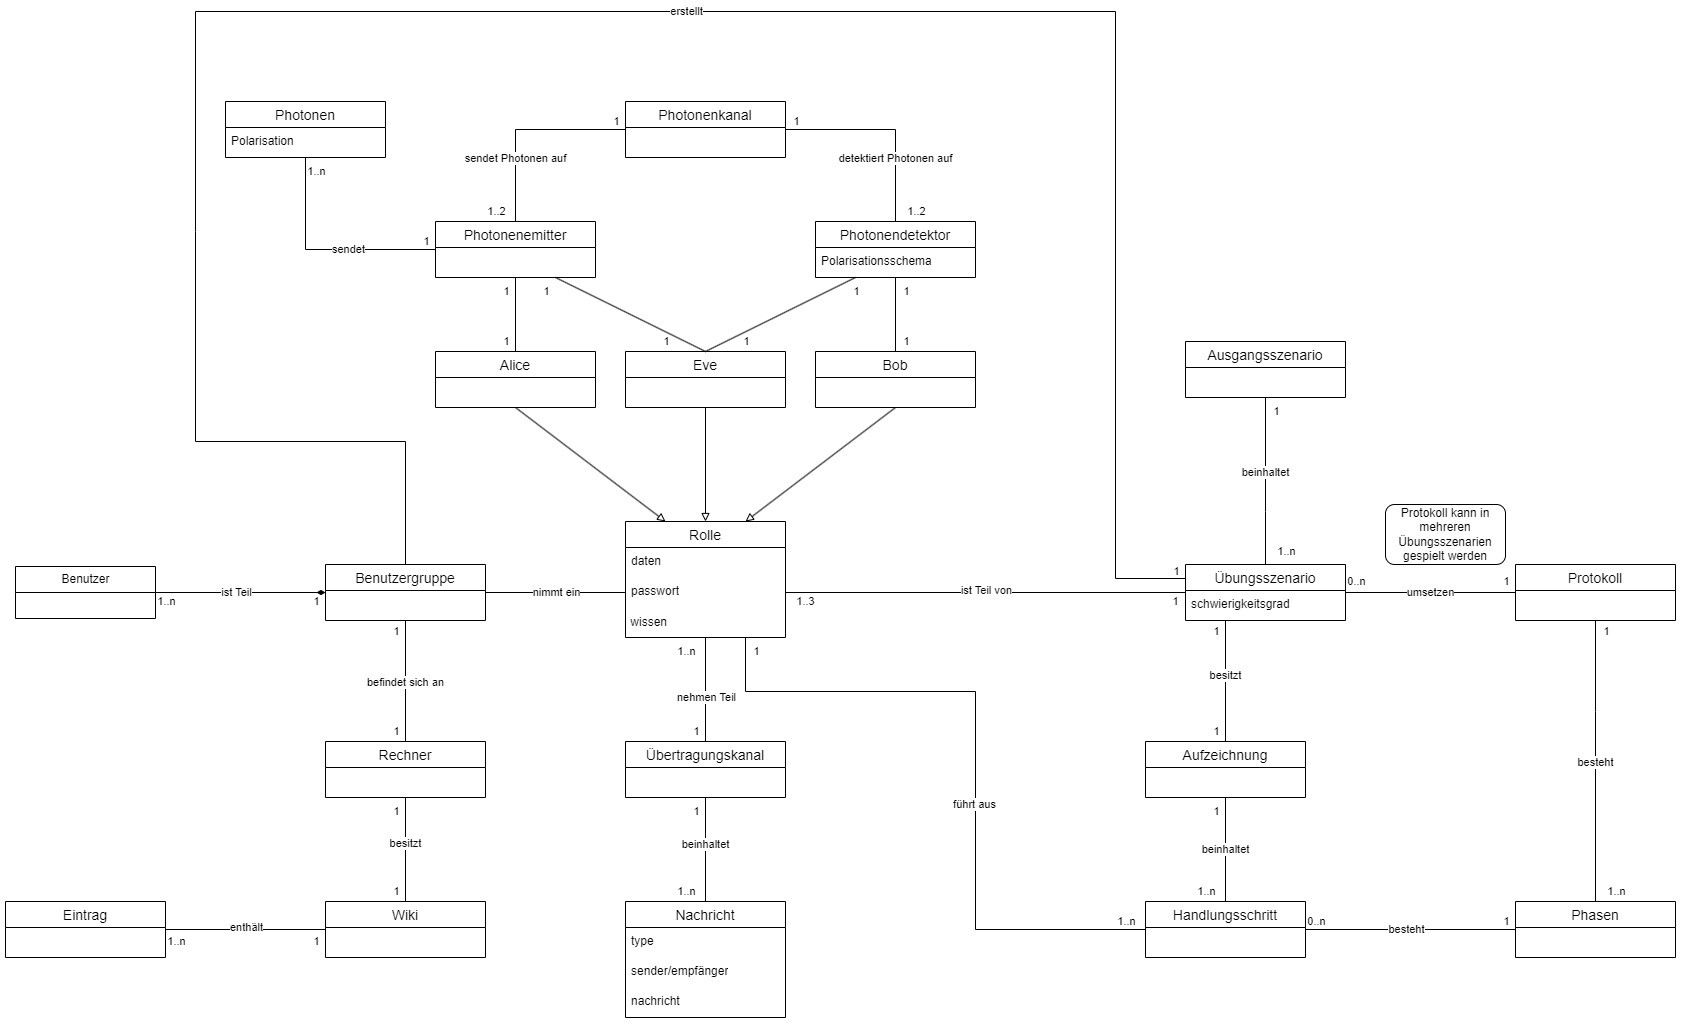 erstellt
Photonen
Polarisation
1..n
Photonenkanal
1
1
sendet Photonen auf
detektiert Photonen auf
1..2
1..2
Photonenemitter
Photonendetektor
Polarisationsschema
1
sendet
1
1
1
1
1
1
1
1
Alice
Eve
Bob
Ausgangsszenario
1
beinhaltet
1..n
Protokoll kann in
mehreren
Übungsszenarien
gespielt werden
Benutzer
1..n
ist Teil
1
Benutzergruppe
nimmt ein
Rolle
daten
passwort
wissen
1..3
ist Teil von
1
1
Übungsszenario
schwierigkeitsgrad
0..n
umsetzen
1
Protokoll
1
befindet sich an
1
1..n
nehmen Teil
1
1
1
besitzt
1
1
Rechner
Übertragungskanal
Aufzeichnung
besteht
führt aus
1
besitzt
1
1
beinhaltet
1..n
1
beinhaltet
1..n
1..n
Eintrag
1..n
enthält
1
Wiki
Nachricht
type
sender/empfänger
nachricht
1..n
Handlungsschritt
0..n
besteht
1
Phasen